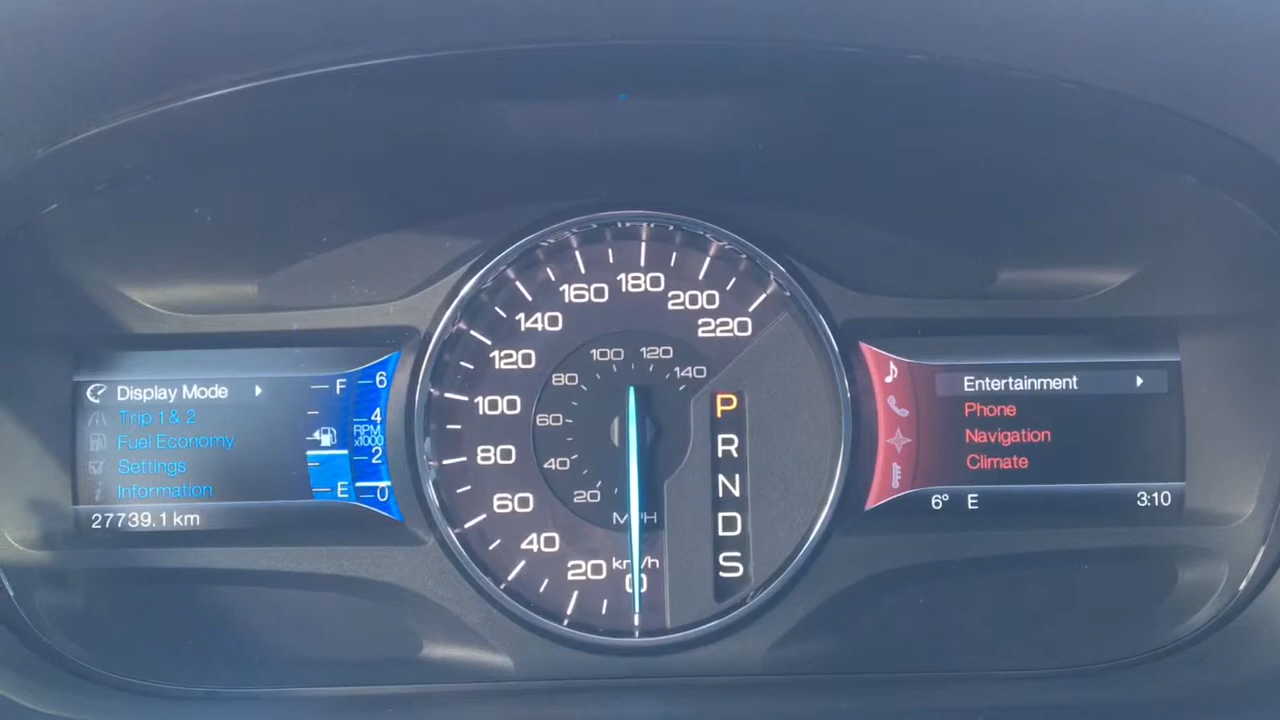 Display Mode
Trip 1 & 2
Fuel Economy
Settings
Information
27739.1 km
F
E
6
4
RPM
x1000
2
0
180
160
200
140
220
120
100
80
60
40
20
km/h
0
100
120
80
140
60
40
20
MPH
P
R
N
D
S
Entertainment
Phone
Navigation
Climate
6° E
3:10